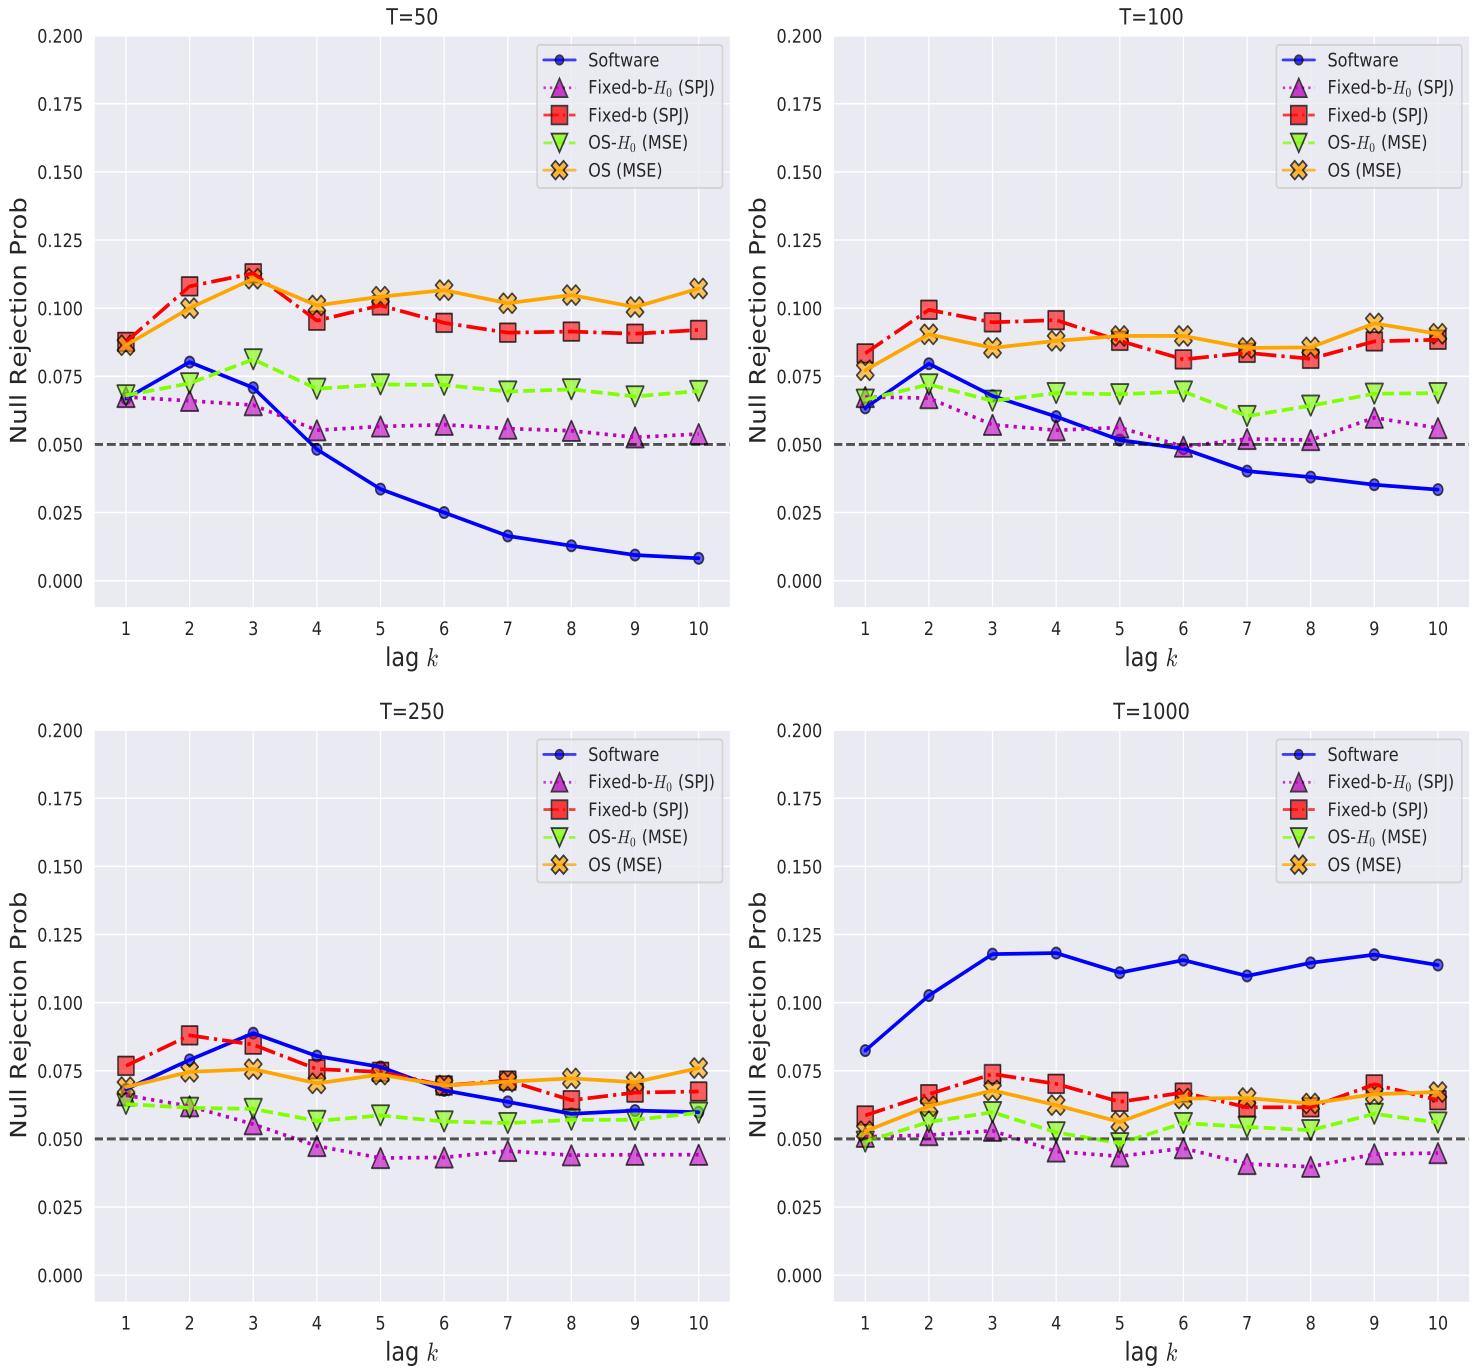 T=50
0.200
0.175
0.150
0.125
0.100
0.075
0.050
0.025
0.000
Null Rejection Prob
Software
Fixed-b-H₀ (SPJ)
Fixed-b (SPJ)
OS-H₀ (MSE)
OS (MSE)
1 2 3 4 5 6 7 8 9 10
lag k
T=100
0.200
0.175
0.150
0.125
0.100
0.075
0.050
0.025
0.000
Null Rejection Prob
Software
Fixed-b-H₀ (SPJ)
Fixed-b (SPJ)
OS-H₀ (MSE)
OS (MSE)
1 2 3 4 5 6 7 8 9 10
lag k
T=250
0.200
0.175
0.150
0.125
0.100
0.075
0.050
0.025
0.000
Null Rejection Prob
Software
Fixed-b-H₀ (SPJ)
Fixed-b (SPJ)
OS-H₀ (MSE)
OS (MSE)
1 2 3 4 5 6 7 8 9 10
lag k
T=1000
0.200
0.175
0.150
0.125
0.100
0.075
0.050
0.025
0.000
Null Rejection Prob
Software
Fixed-b-H₀ (SPJ)
Fixed-b (SPJ)
OS-H₀ (MSE)
OS (MSE)
1 2 3 4 5 6 7 8 9 10
lag k